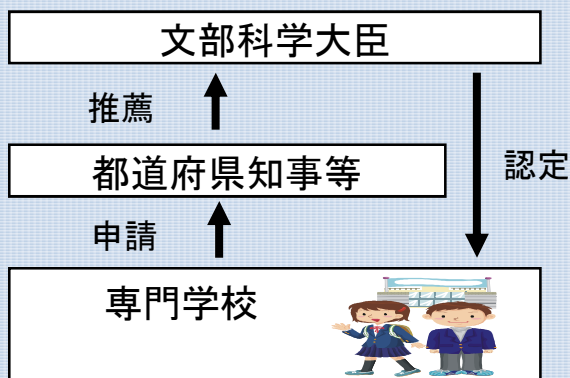 文部科学大臣
推薦
都道府県知事等
認定
申請
専門学校